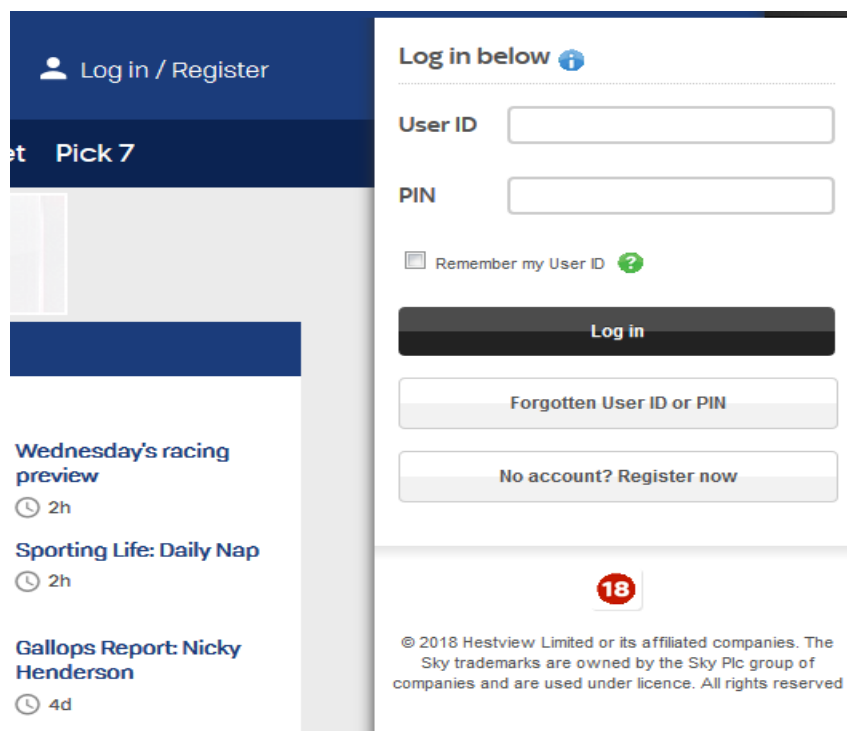 Log in / Register
Pick 7
Wednesday's racing
preview
2h
Sporting Life: Daily Nap
2h
Gallops Report: Nicky
Henderson
4d
Log in below
User ID
PIN
Remember my User ID ?
Log in
Forgotten User ID or PIN
No account? Register now
18
© 2018 Hestview Limited or its affiliated companies. The
Sky trademarks are owned by the Sky Plc group of
companies and are used under licence. All rights reserved